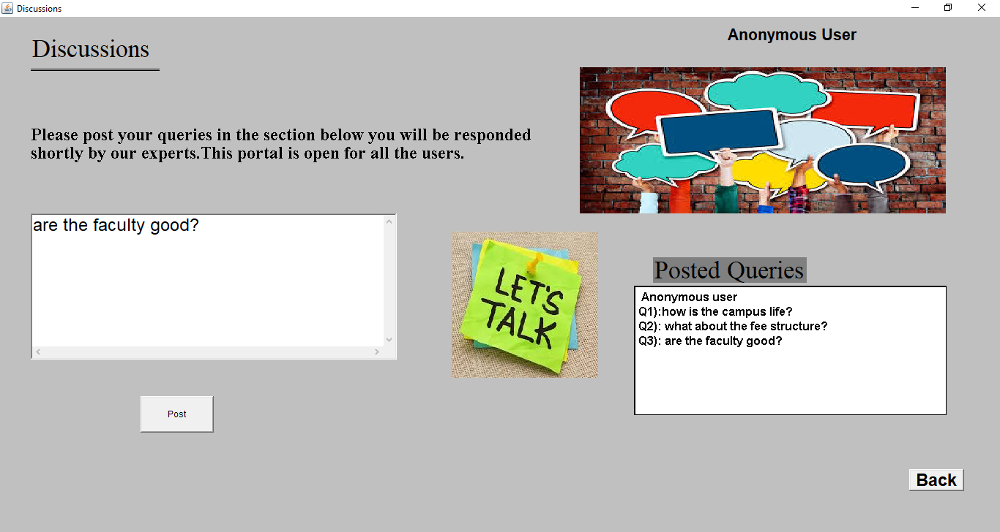 Discussions
Discussions
Anonymous User
Please post your queries in the section below you will be responded
shortly by our experts.This portal is open for all the users.
are the faculty good?
LET'S
TALK
Post
Posted Queries
Anonymous user
Q1):how is the campus life?
Q2): what about the fee structure?
Q3): are the faculty good?
Back